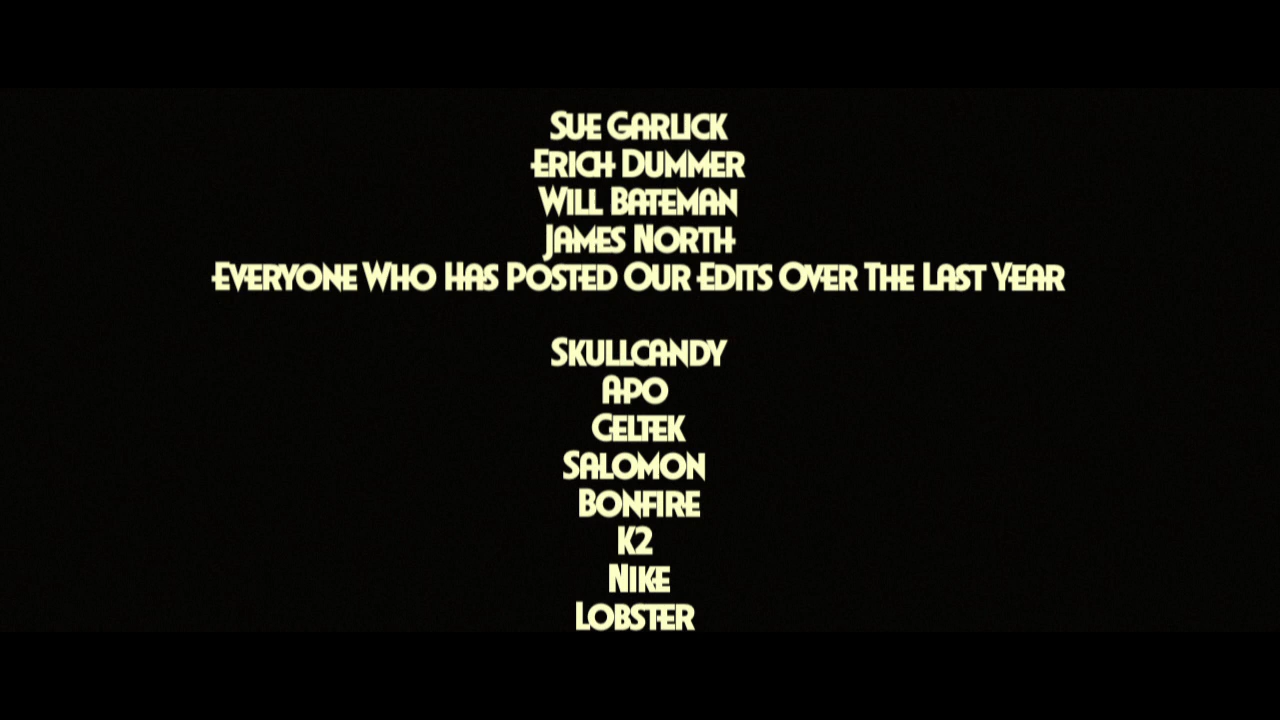 Sue Garlick
Erich Dummer
Will Bateman
James North
Everyone Who Has Posted Our Edits Over The Last Year
Skullcandy
Apo
Celtek
Salomon
Bonfire
K2
Nike
Lobster